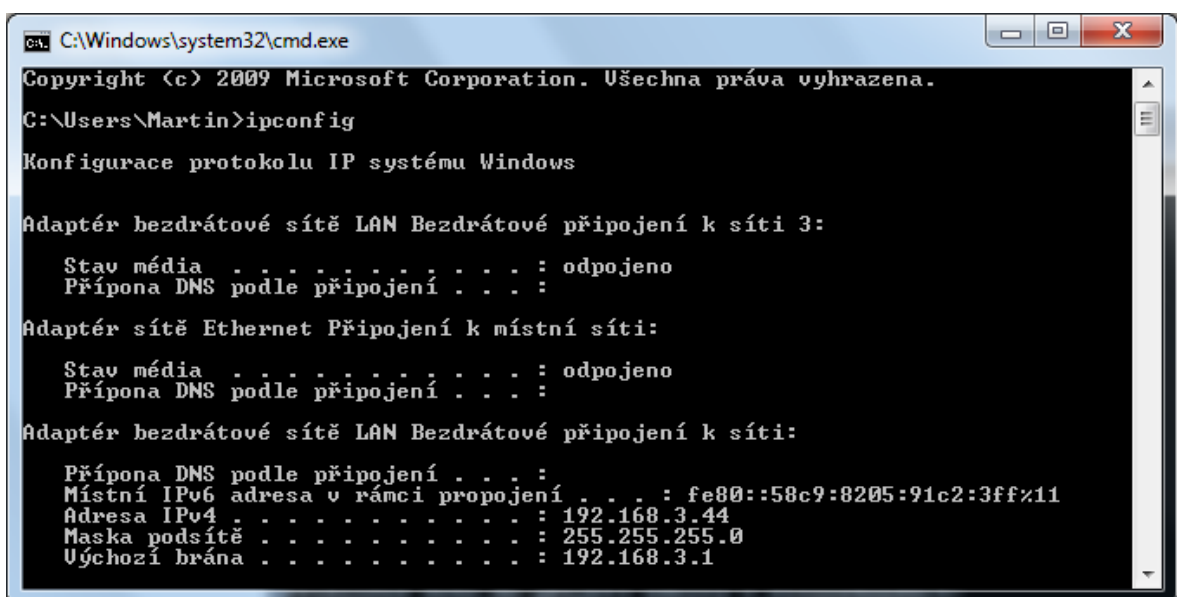 C:\Windows\system32\cmd.exe
Copyright (c) 2009 Microsoft Corporation. Všechna práva vyhrazena.
C:\Users\Martin>ipconfig
Konfigurace protokolu IP systému Windows
Adaptér bezdrátové sítě LAN Bezdrátové připojení k síti 3:
Stav média . . . . . . . . . . . : odpojeno
Přípona DNS podle připojení . . . :
Adaptér sítě Ethernet Připojení k místní síti:
Stav média . . . . . . . . . . . : odpojeno
Přípona DNS podle připojení . . . :
Adaptér bezdrátové sítě LAN Bezdrátové připojení k síti:
Přípona DNS podle připojení . . . :
Místní IPv6 adresa v rámci propojení . . . : fe80::58c9:8205:91c2:3ff%11
Adresa IPv4 . . . . . . . . . . . : 192.168.3.44
Maska podsítě . . . . . . . . . . : 255.255.255.0
Výchozí brána . . . . . . . . . . : 192.168.3.1